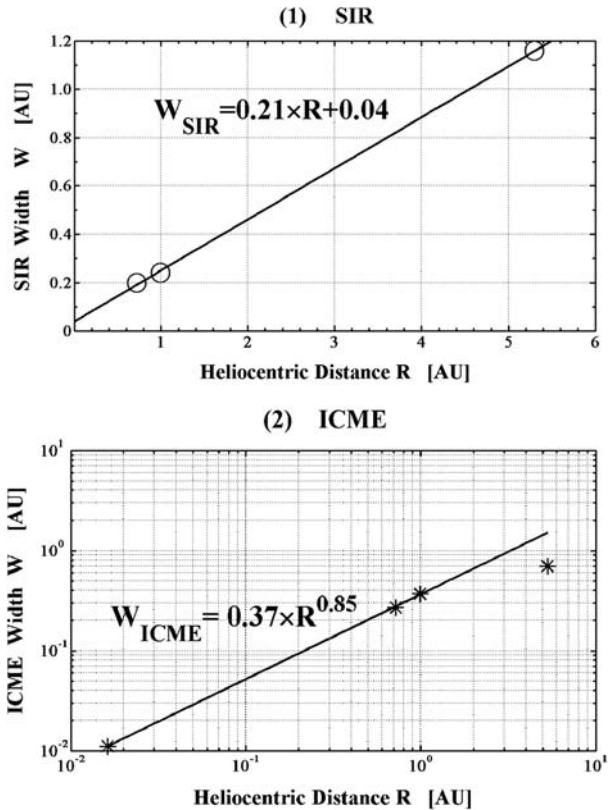 (1) SIR
1.2
1.0
0.8
0.6
0.4
0.2
0
SIR Width W [AU]
W_SIR=0.21×R+0.04
1 2 3 4 5 6
Heliocentric Distance R [AU]
(2) ICME
10^1
10^0
10^-1
10^-2
ICME Width W [AU]
W_ICME= 0.37×R^0.85
10^-2 10^-1 10^0 10^1
Heliocentric Distance R [AU]